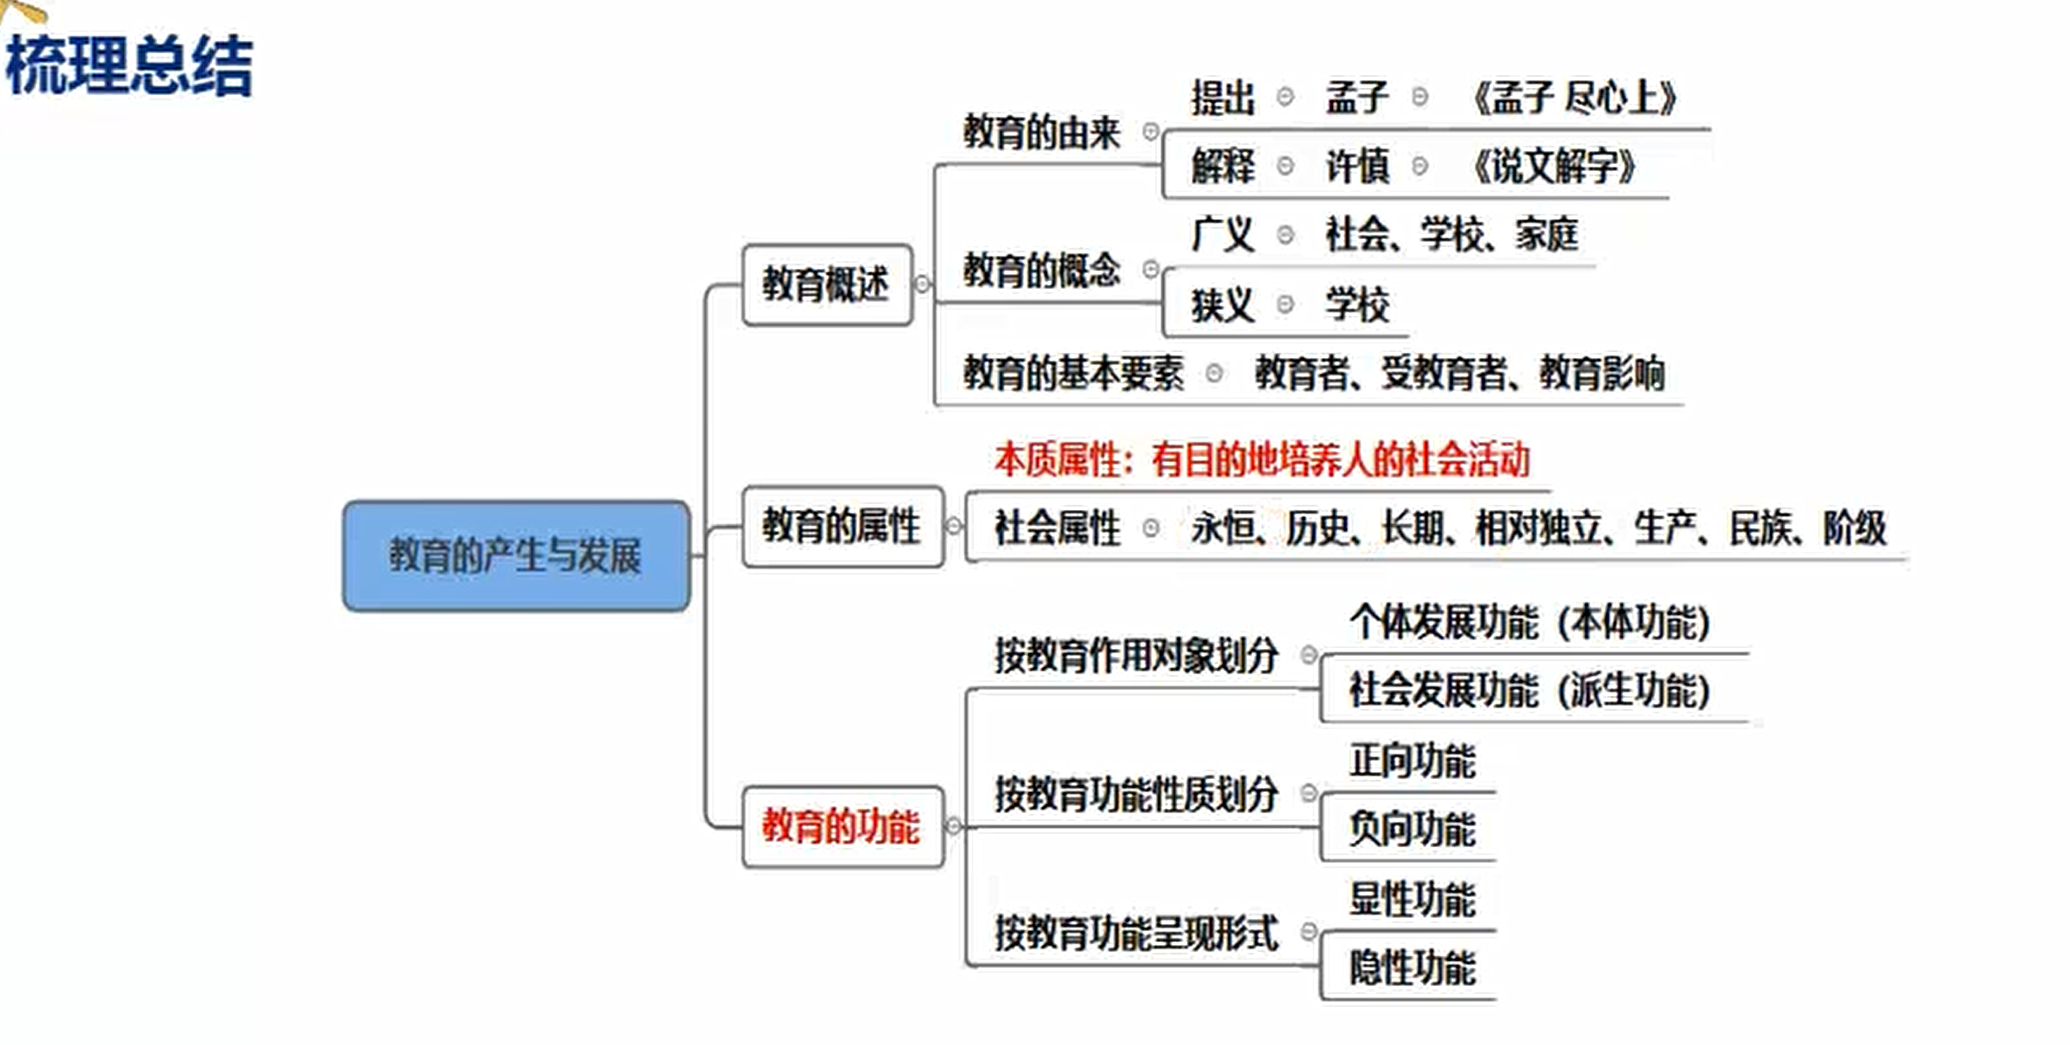 梳理总结
教育的产生与发展
教育概述
教育的由来
提出 孟子 《孟子 尽心上》
解释 许慎 《说文解字》
教育的概念
广义 社会、学校、家庭
狭义 学校
教育的基本要素 教育者、受教育者、教育影响
教育的属性
本质属性：有目的地培养人的社会活动
社会属性 永恒、历史、长期、相对独立、生产、民族、阶级
教育的功能
按教育作用对象划分
个体发展功能（本体功能）
社会发展功能（派生功能）
按教育功能性质划分
正向功能
负向功能
按教育功能呈现形式
显性功能
隐性功能